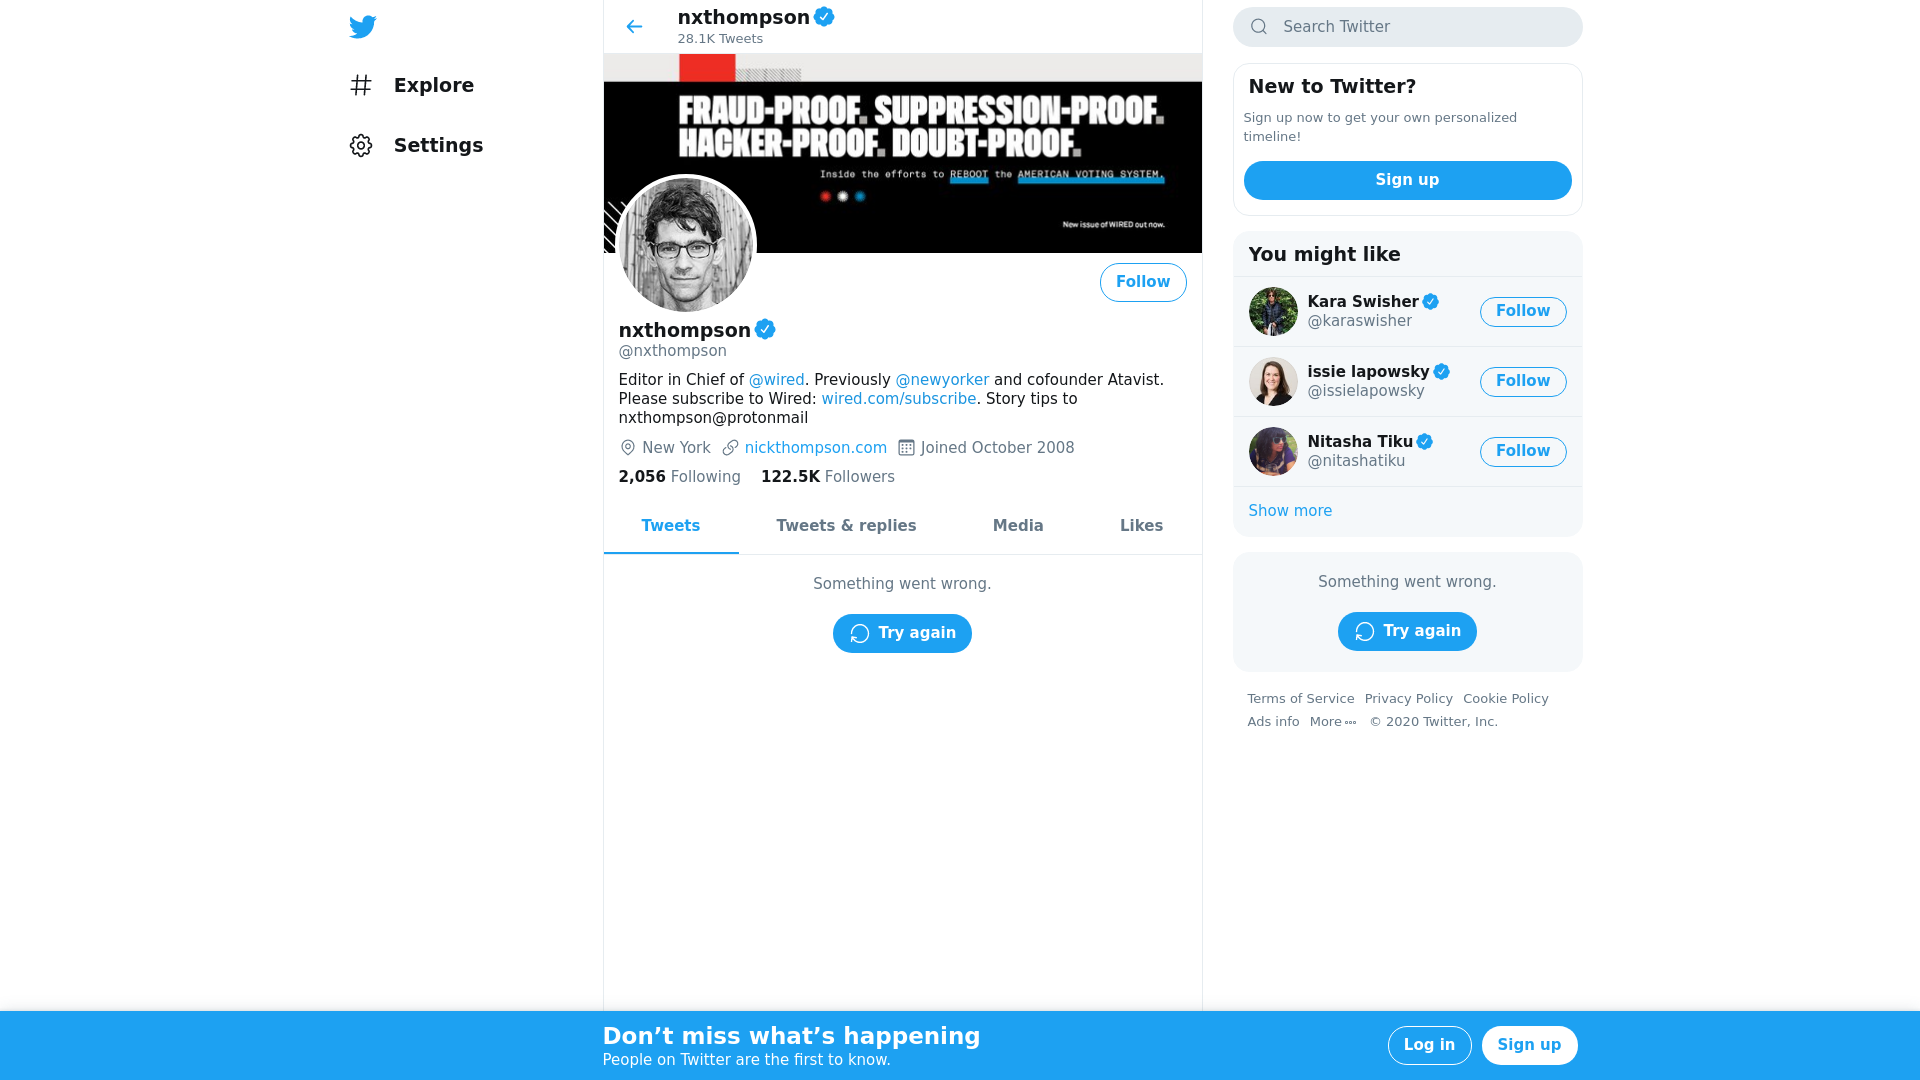 Explore
Settings
nxthompson
28.1K Tweets
FRAUD-PROOF. SUPPRESSION-PROOF.
HACKER-PROOF. DOUBT-PROOF.
Inside the efforts to REBOOT the AMERICAN VOTING SYSTEM.
New issue of WIRED out now.
Follow
nxthompson
@nxthompson
Editor in Chief of @wired. Previously @newyorker and cofounder Atavist.
Please subscribe to Wired: wired.com/subscribe. Story tips to
nxthompson@protonmail
New York nickthompson.com Joined October 2008
2,056 Following 122.5K Followers
Tweets Tweets & replies Media Likes
Something went wrong.
Try again
Search Twitter
New to Twitter?
Sign up now to get your own personalized
timeline!
Sign up
You might like
Kara Swisher
@karaswisher
Follow
issie lapowsky
@issielapowsky
Follow
Nitasha Tiku
@nitashatiku
Follow
Show more
Something went wrong.
Try again
Terms of Service Privacy Policy Cookie Policy
Ads info More © 2020 Twitter, Inc.
Don’t miss what’s happening
People on Twitter are the first to know.
Log in Sign up